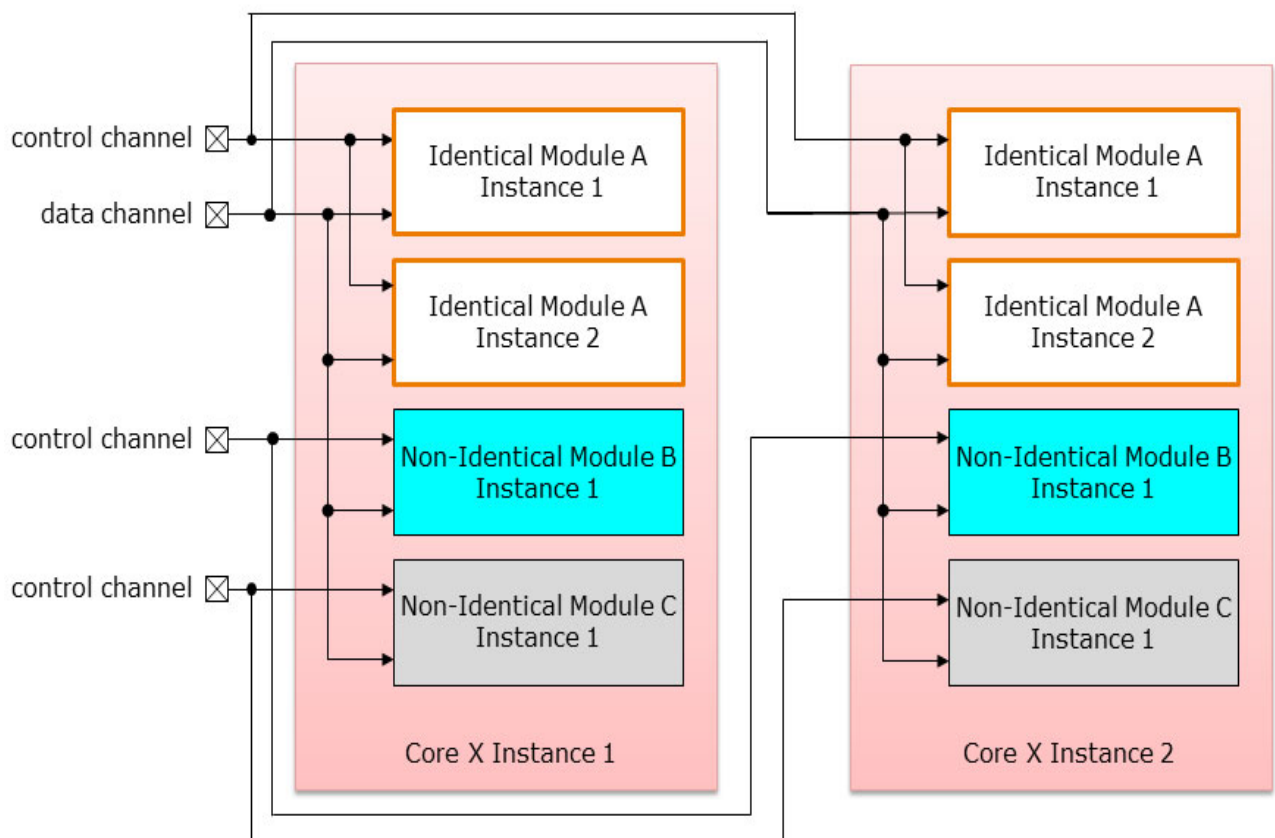 control channel
data channel
control channel
control channel
Identical Module A
Instance 1
Identical Module A
Instance 2
Non-Identical Module B
Instance 1
Non-Identical Module C
Instance 1
Core X Instance 1
Identical Module A
Instance 1
Identical Module A
Instance 2
Non-Identical Module B
Instance 1
Non-Identical Module C
Instance 1
Core X Instance 2